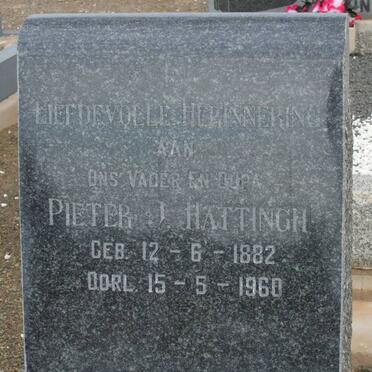 LIEFDEVOLLE HERINNERING
AAN
ONS VADER EN OUPA
PIETER J. HATTINGH
GEB. 12 - 6 - 1882.
OORL. 15 - 5 - 1960